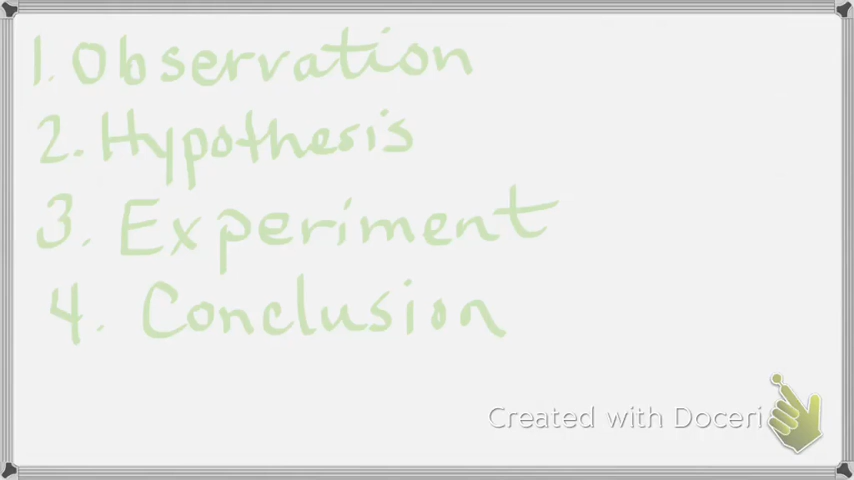 1. Observation
2. Hypothesis
3. Experiment
4. Conclusion
Created with Doceri